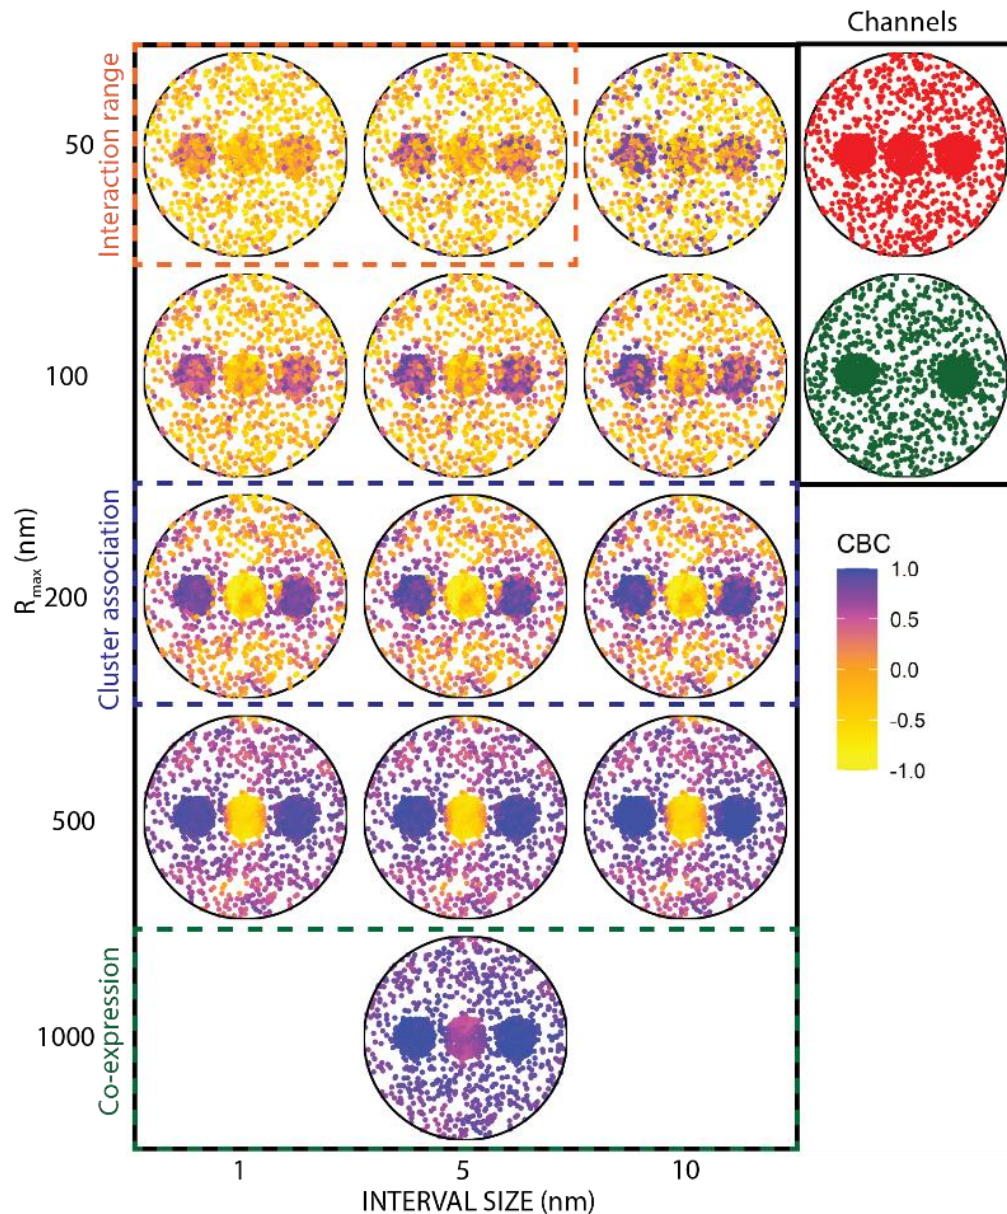 Channels
Interaction range
50
100
Cluster association
R_max (nm)
200
CBC
1.0
0.5
0.0
-0.5
-1.0
500
Co-expression
1000
1
5
10
INTERVAL SIZE (nm)